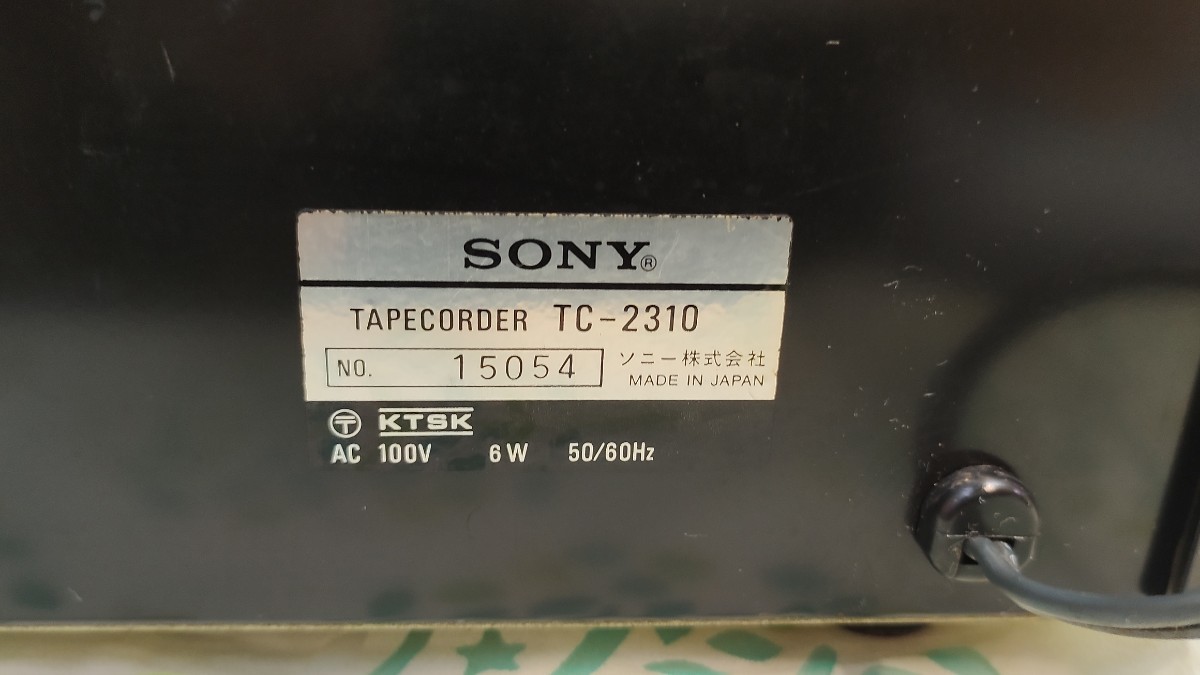 SONY®
TAPECORDER TC-2310
NO. 15054
ソニー株式会社
MADE IN JAPAN
〒 KTSK
AC 100V 6W 50/60Hz